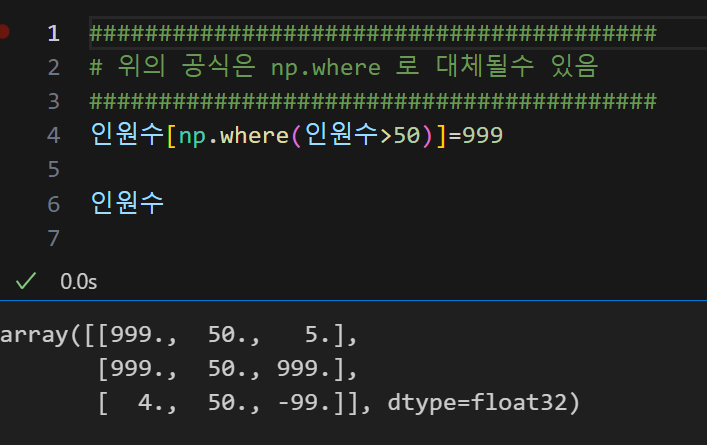 1 #########################################
2 # 위의 공식은 np.where 로 대체될수 있음
3 #########################################
4 인원수[np.where(인원수>50)]=999
5
6 인원수
7
0.0s
array([[999.,  50.,   5.],
       [999.,  50., 999.],
       [  4.,  50., -99.]], dtype=float32)